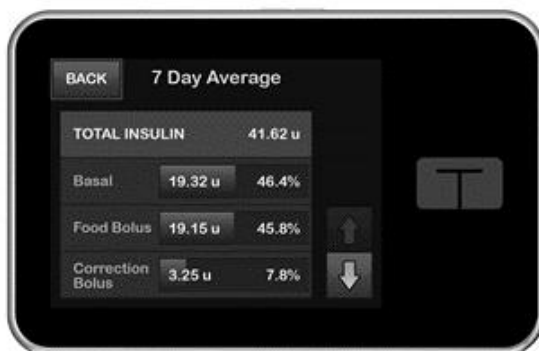 BACK 7 Day Average
TOTAL INSULIN 41.62 u
Basal 19.32 u 46.4%
Food Bolus 19.15 u 45.8%
Correction
Bolus 3.25 u 7.8%
T